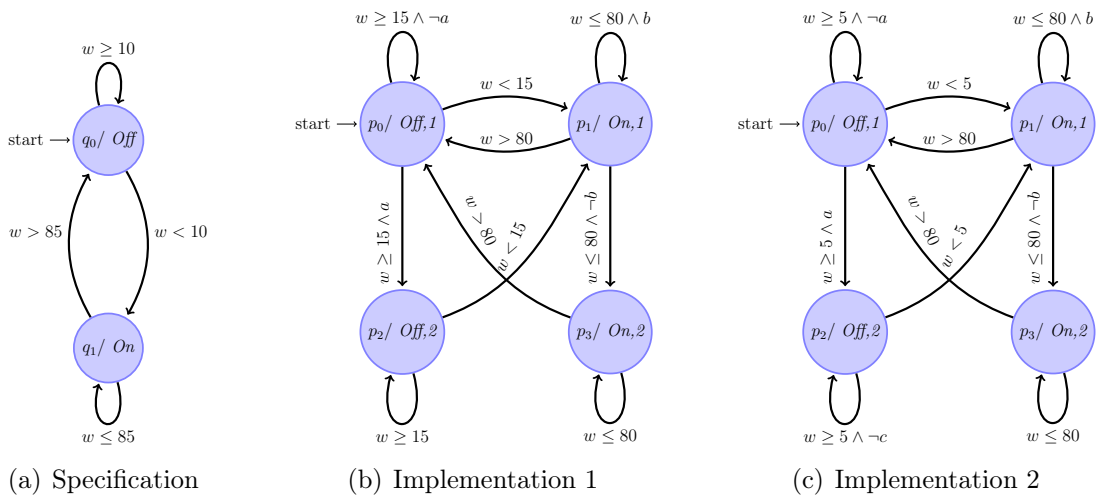 w ≥ 10
start
q₀/ Off
w > 85
w < 10
q₁/ On
w ≤ 85
(a) Specification
w ≥ 15 ∧ ¬a
w ≤ 80 ∧ b
w < 15
start
p₀/ Off,1
p₁/ On,1
w > 80
w ≥ 15 ∧ a
w > 80
w < 15
w ≤ 80 ∧ ¬b
p₂/ Off,2
p₃/ On,2
w ≥ 15
w ≤ 80
(b) Implementation 1
w ≥ 5 ∧ ¬a
w ≤ 80 ∧ b
w < 5
start
p₀/ Off,1
p₁/ On,1
w > 80
w ≥ 5 ∧ a
w > 80
w < 5
w ≤ 80 ∧ ¬b
p₂/ Off,2
p₃/ On,2
w ≥ 5 ∧ ¬c
w ≤ 80
(c) Implementation 2